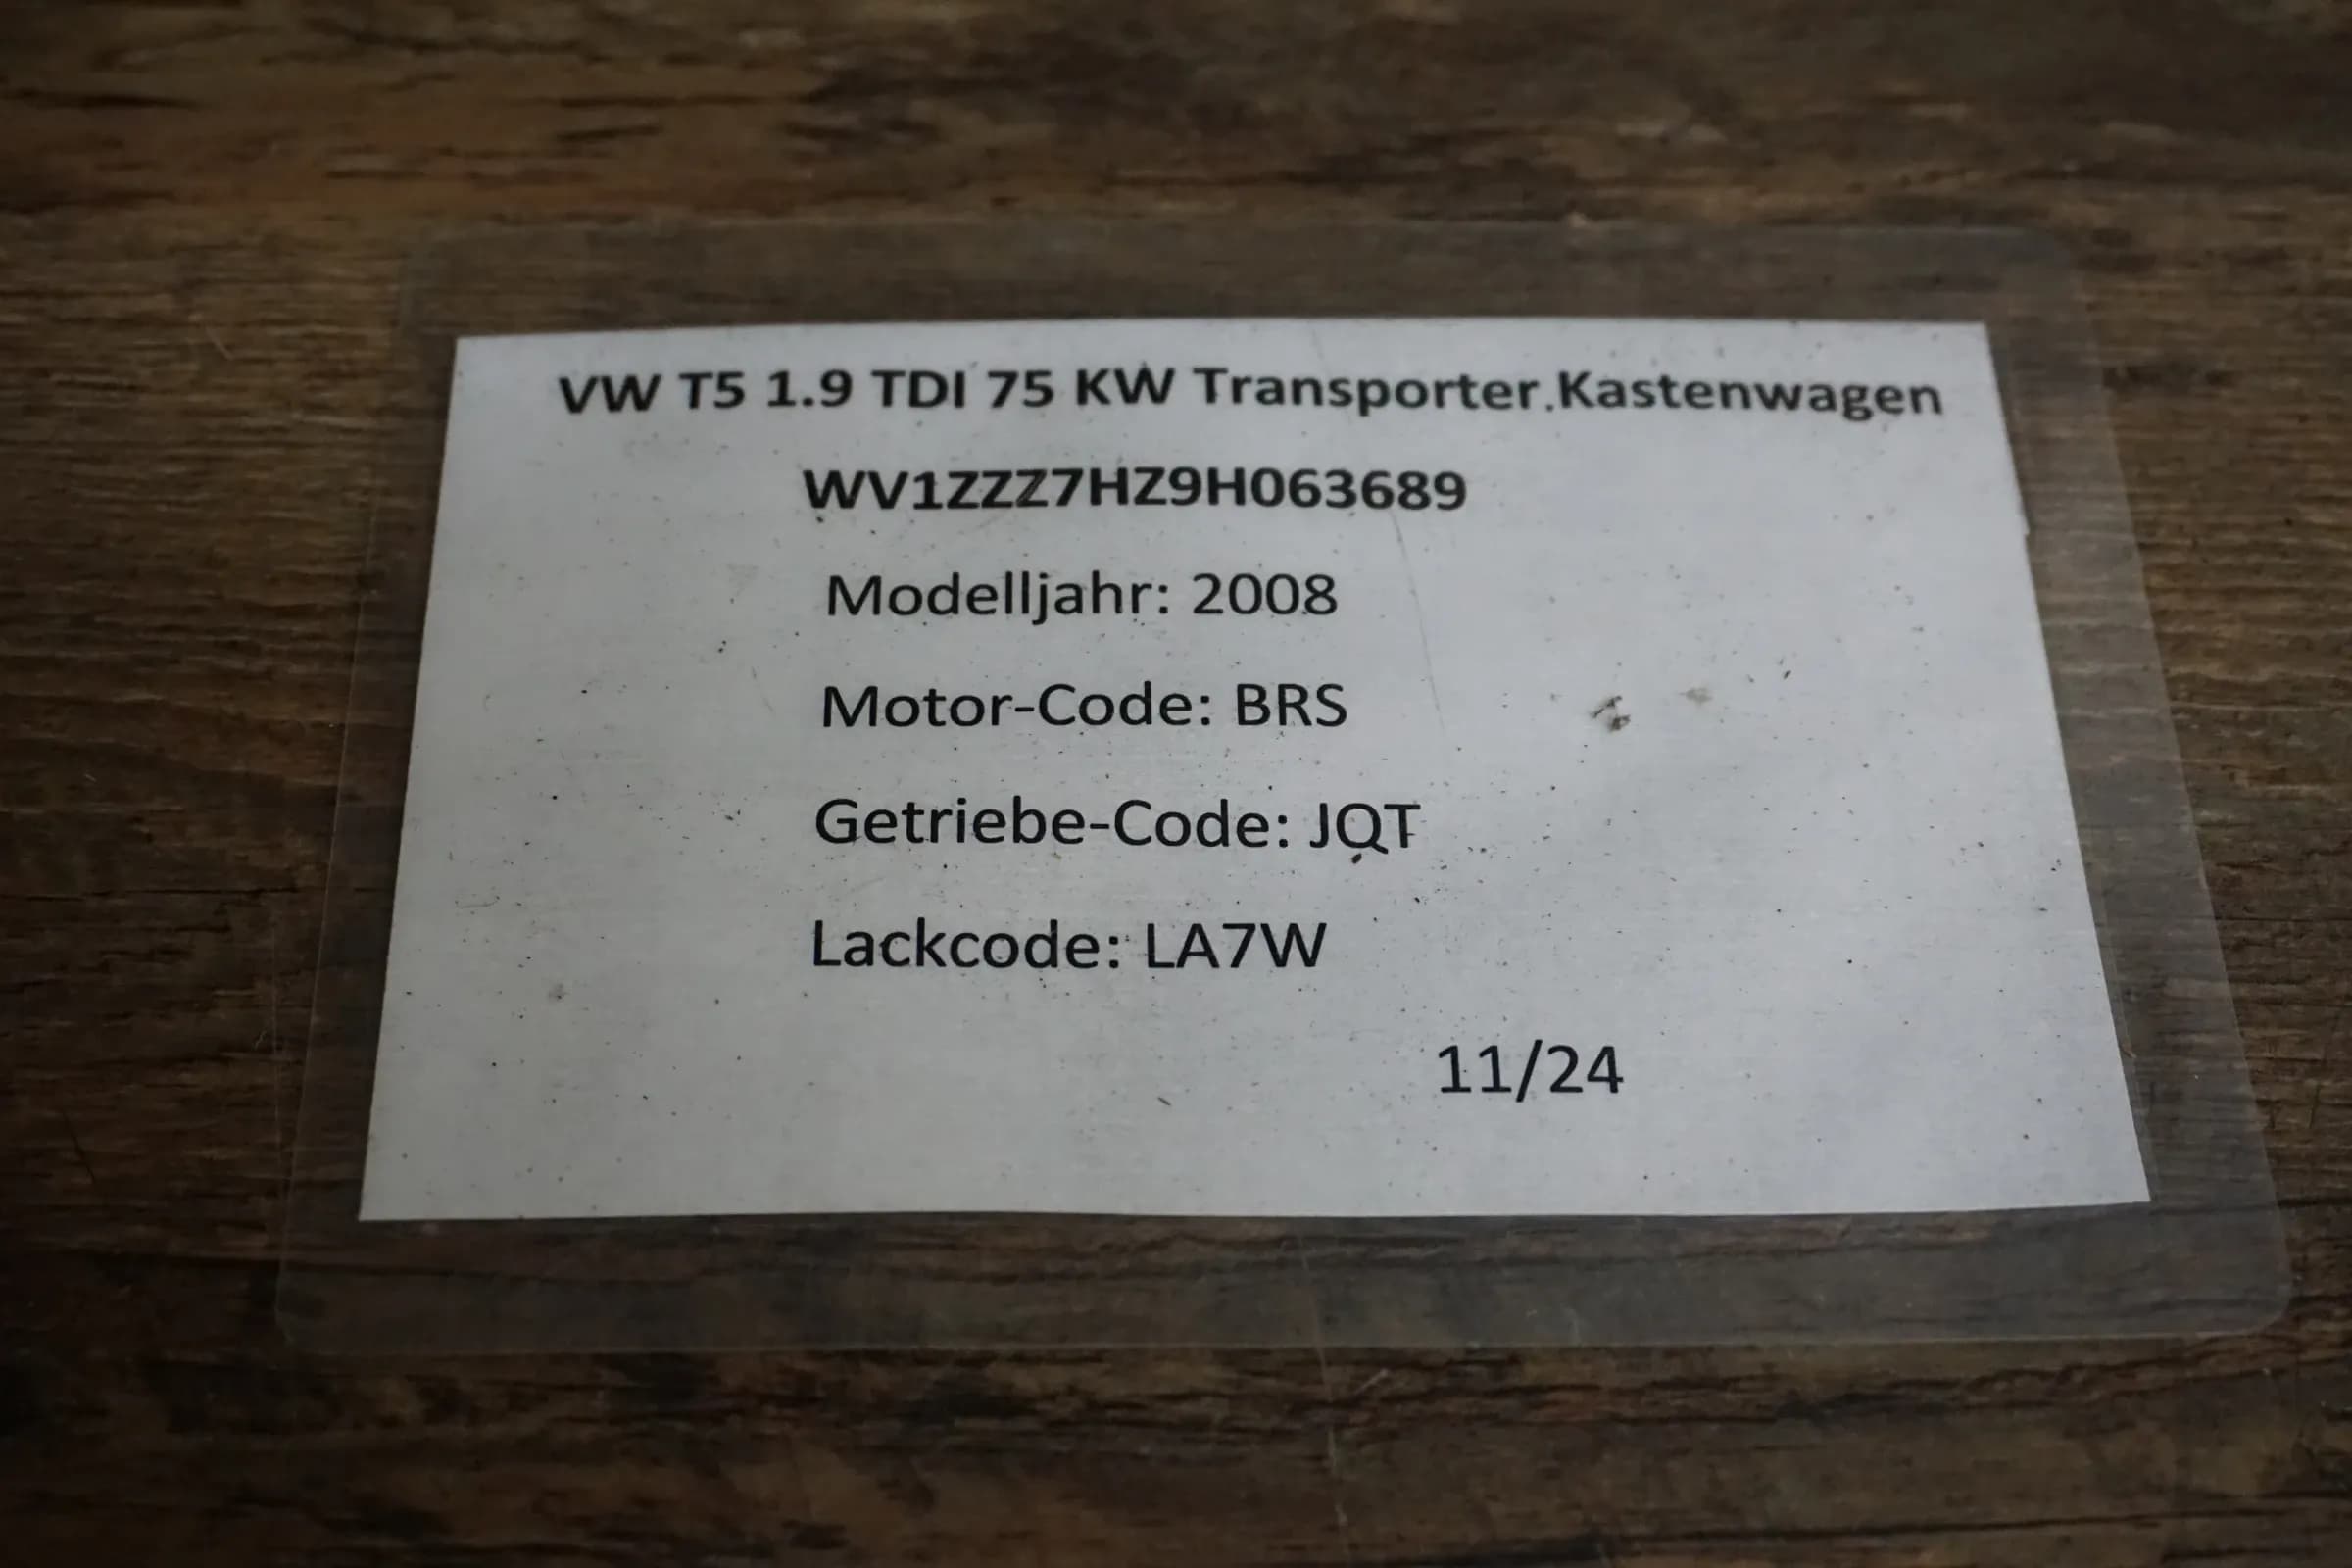 VW T5 1.9 TDI 75 KW Transporter.Kastenwagen
WV1ZZZ7HZ9H063689
Modelljahr: 2008
Motor-Code: BRS
Getriebe-Code: JQT
Lackcode: LA7W
11/24